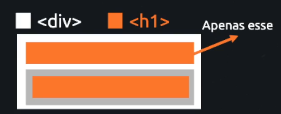 <div> <h1> Apenas esse